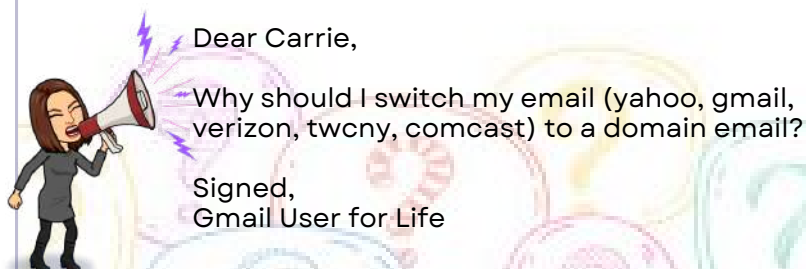 Dear Carrie,
Why should I switch my email (yahoo, gmail,
verizon, twcny, comcast) to a domain email?
Signed,
Gmail User for Life